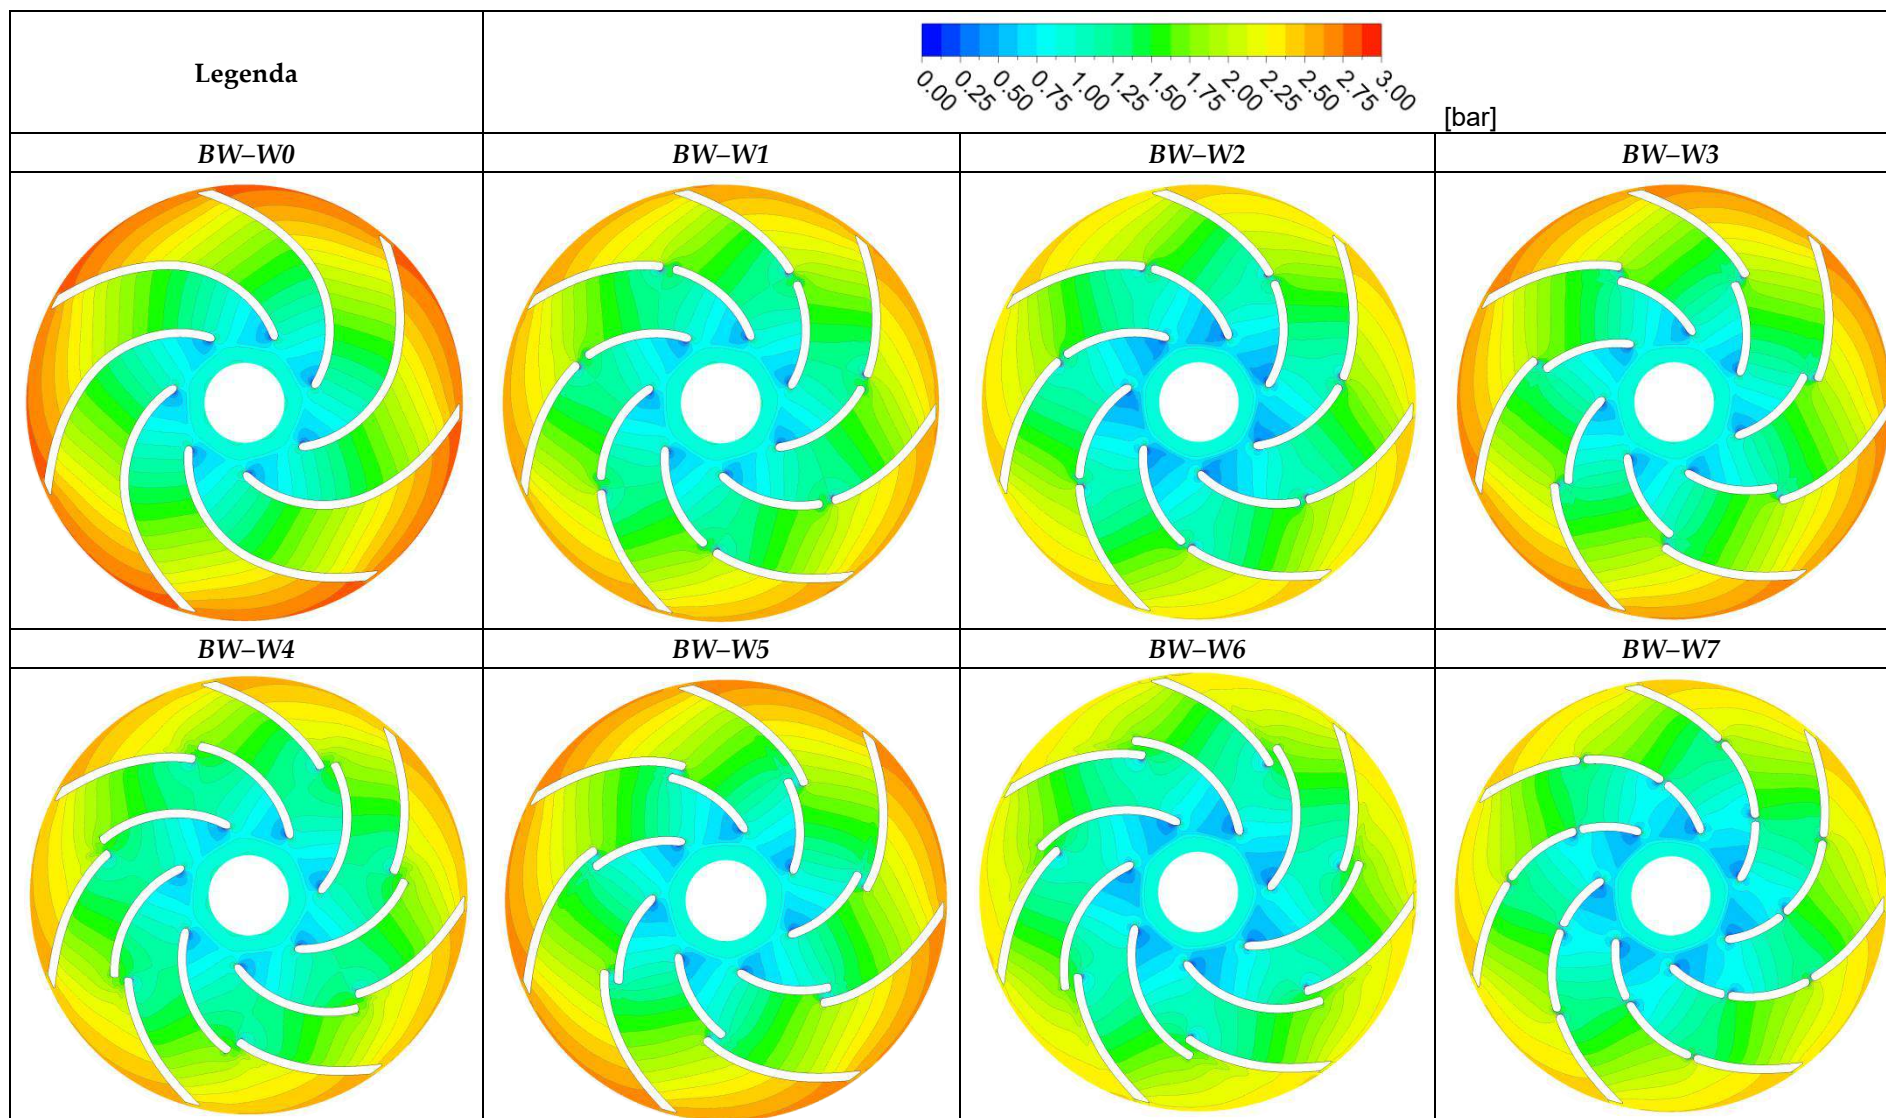 Legenda
0.00 0.25 0.50 0.75 1.00 1.25 1.50 1.75 2.00 2.25 2.50 2.75 3.00
[bar]
BW–W0 BW–W1 BW–W2 BW–W3
BW–W4 BW–W5 BW–W6 BW–W7